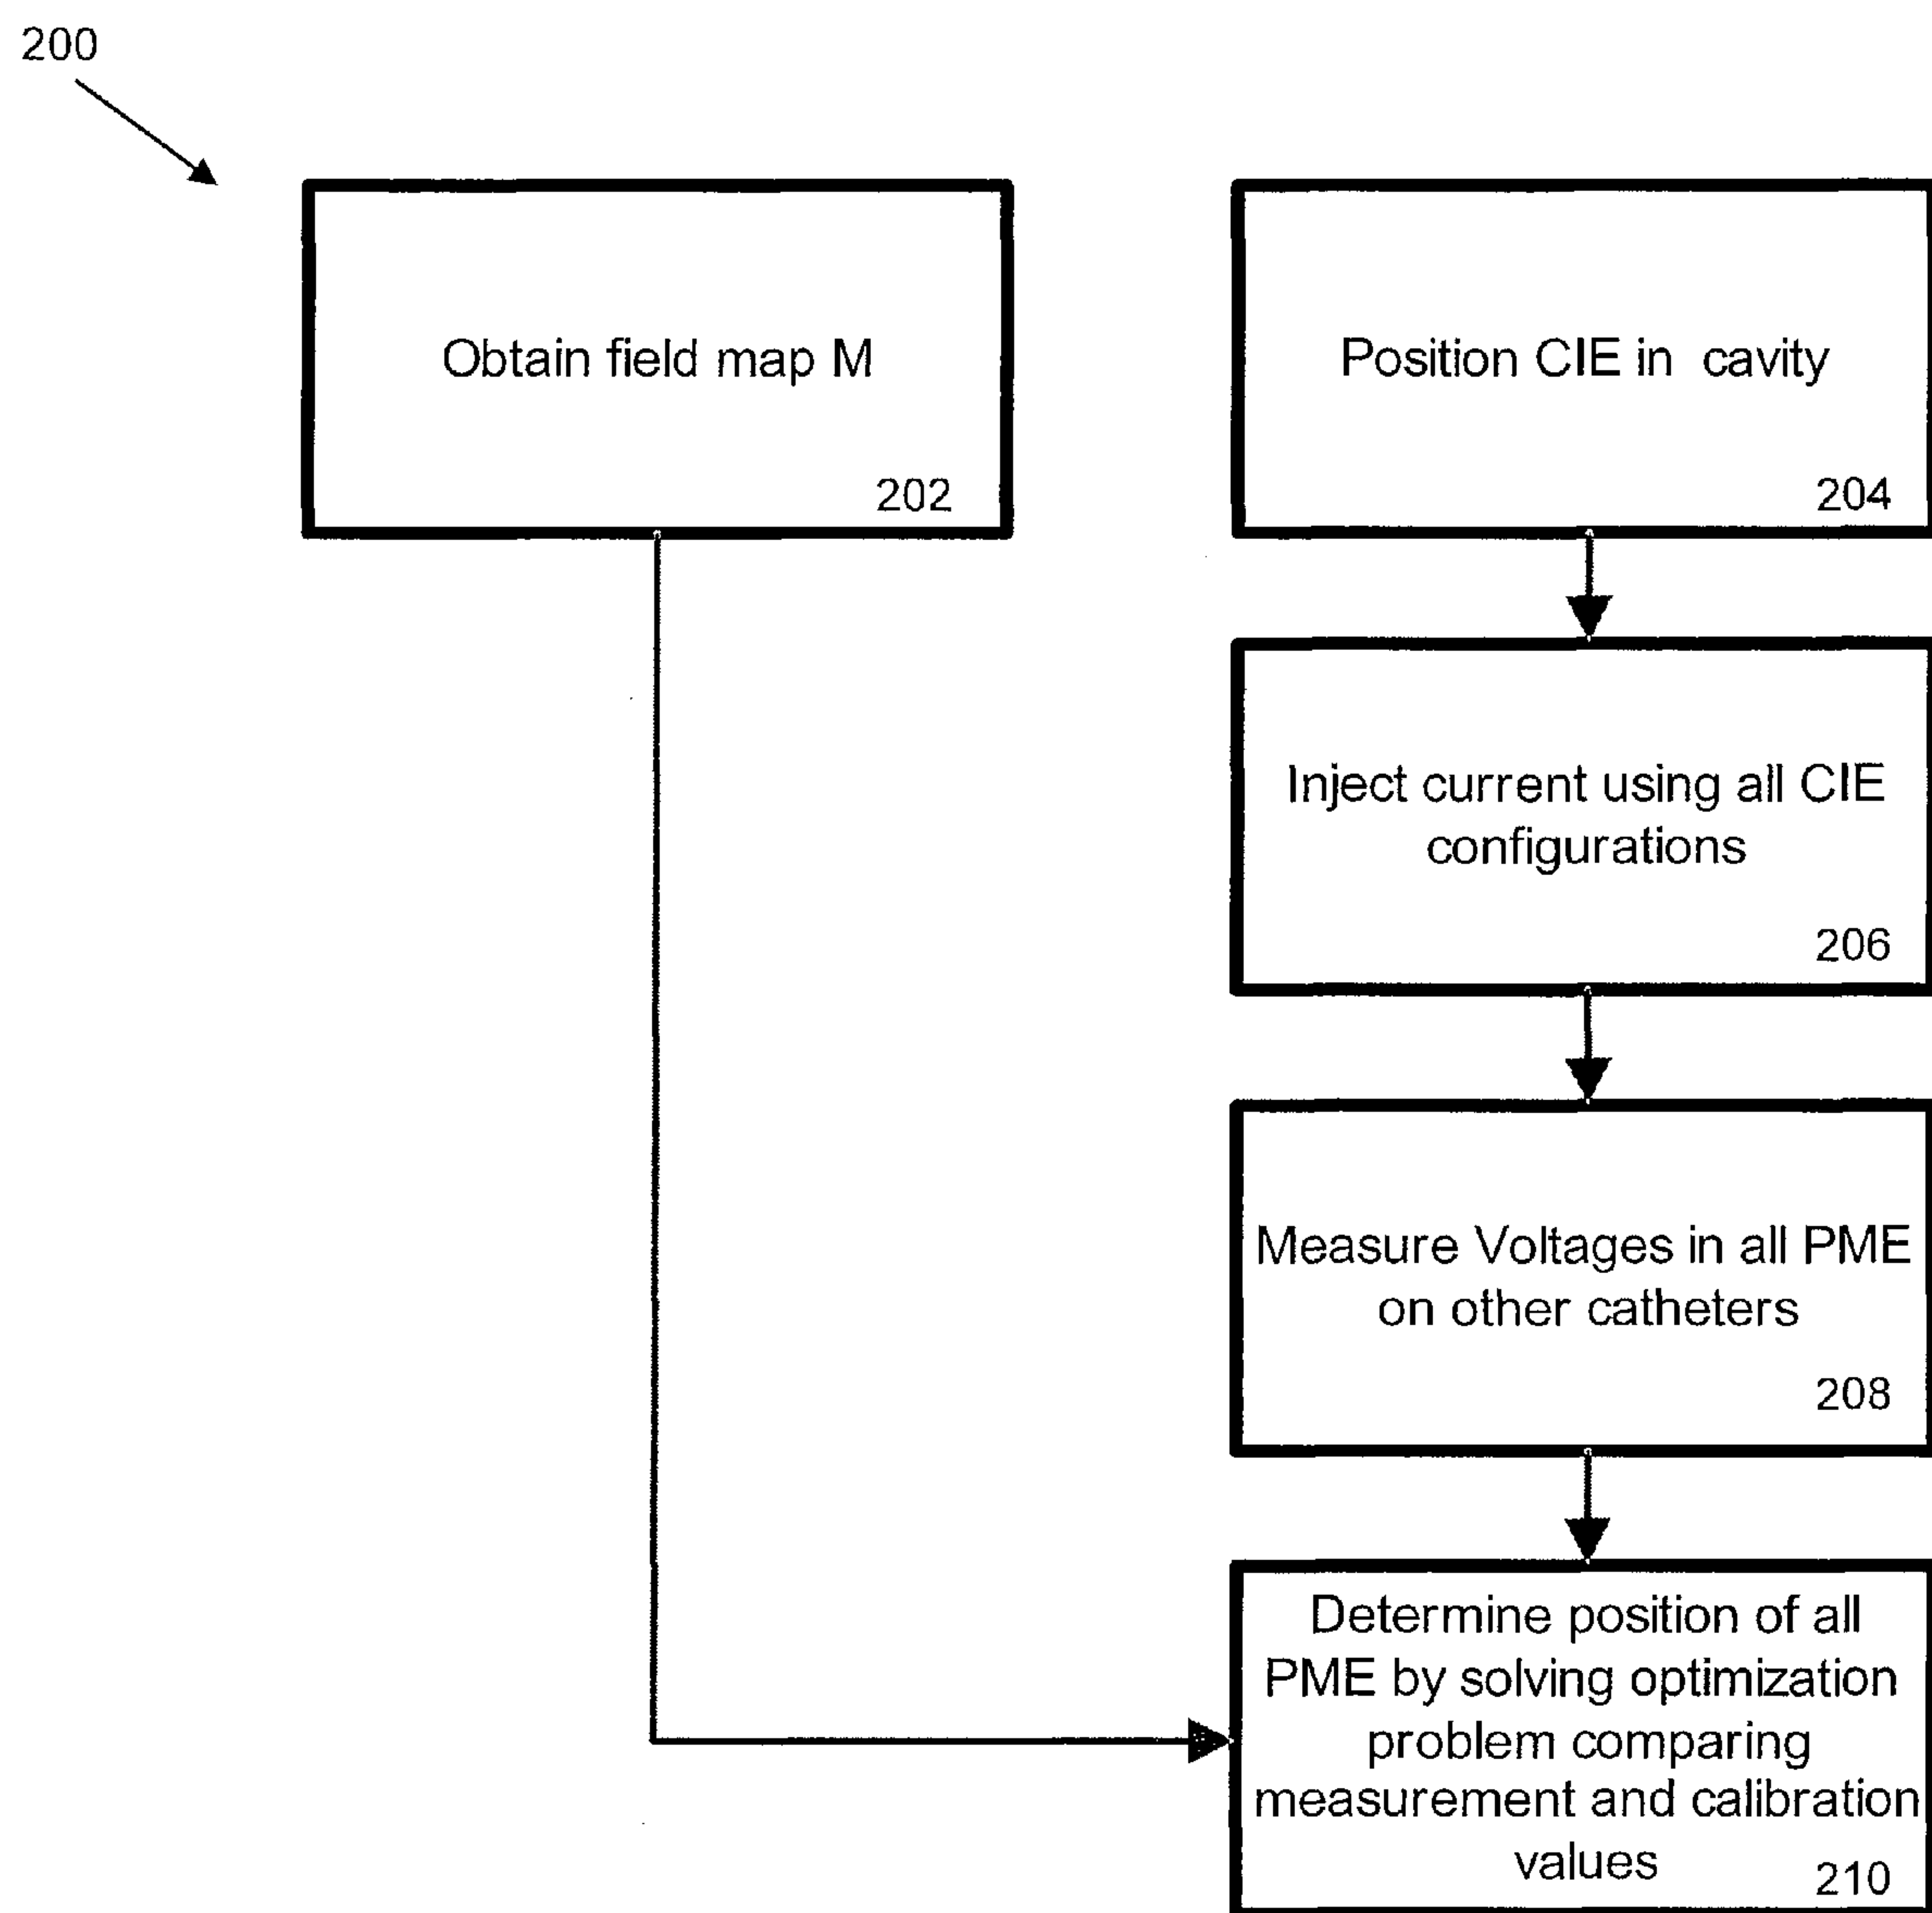 200
Obtain field map M
202
Position CIE in cavity
204
Inject current using all CIE
configurations
206
Measure Voltages in all PME
on other catheters
208
Determine position of all
PME by solving optimization
problem comparing
measurement and calibration
values
210